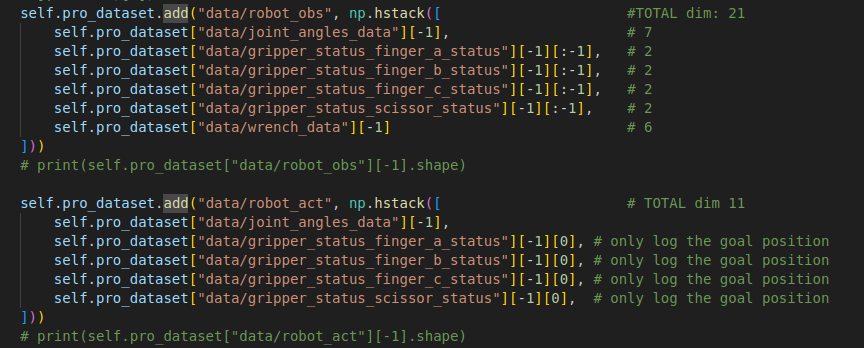 self.pro_dataset.add("data/robot_obs", np.hstack([ #TOTAL dim: 21
self.pro_dataset["data/joint_angles_data"][-1], # 7
self.pro_dataset["data/gripper_status_finger_a_status"][-1][:-1], # 2
self.pro_dataset["data/gripper_status_finger_b_status"][-1][:-1], # 2
self.pro_dataset["data/gripper_status_finger_c_status"][-1][:-1], # 2
self.pro_dataset["data/gripper_status_scissor_status"][-1][:-1], # 2
self.pro_dataset["data/wrench_data"][-1] # 6
]))
# print(self.pro_dataset["data/robot_obs"][-1].shape)
self.pro_dataset.add("data/robot_act", np.hstack([ # TOTAL dim 11
self.pro_dataset["data/joint_angles_data"][-1],
self.pro_dataset["data/gripper_status_finger_a_status"][-1][0], # only log the goal position
self.pro_dataset["data/gripper_status_finger_b_status"][-1][0], # only log the goal position
self.pro_dataset["data/gripper_status_finger_c_status"][-1][0], # only log the goal position
self.pro_dataset["data/gripper_status_scissor_status"][-1][0], # only log the goal position
]))
# print(self.pro_dataset["data/robot_act"][-1].shape)